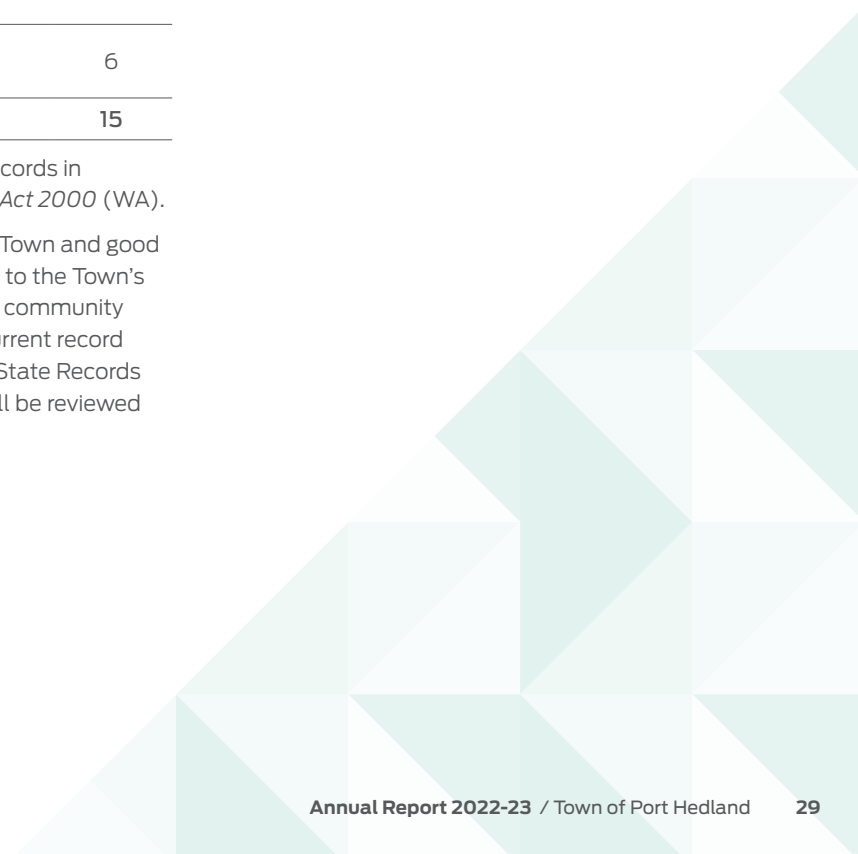 6
15
cords in
Act 2000 (WA).
Town and good
to the Town's
community
rrent record
State Records
ll be reviewed
Annual Report 2022-23 / Town of Port Hedland 29